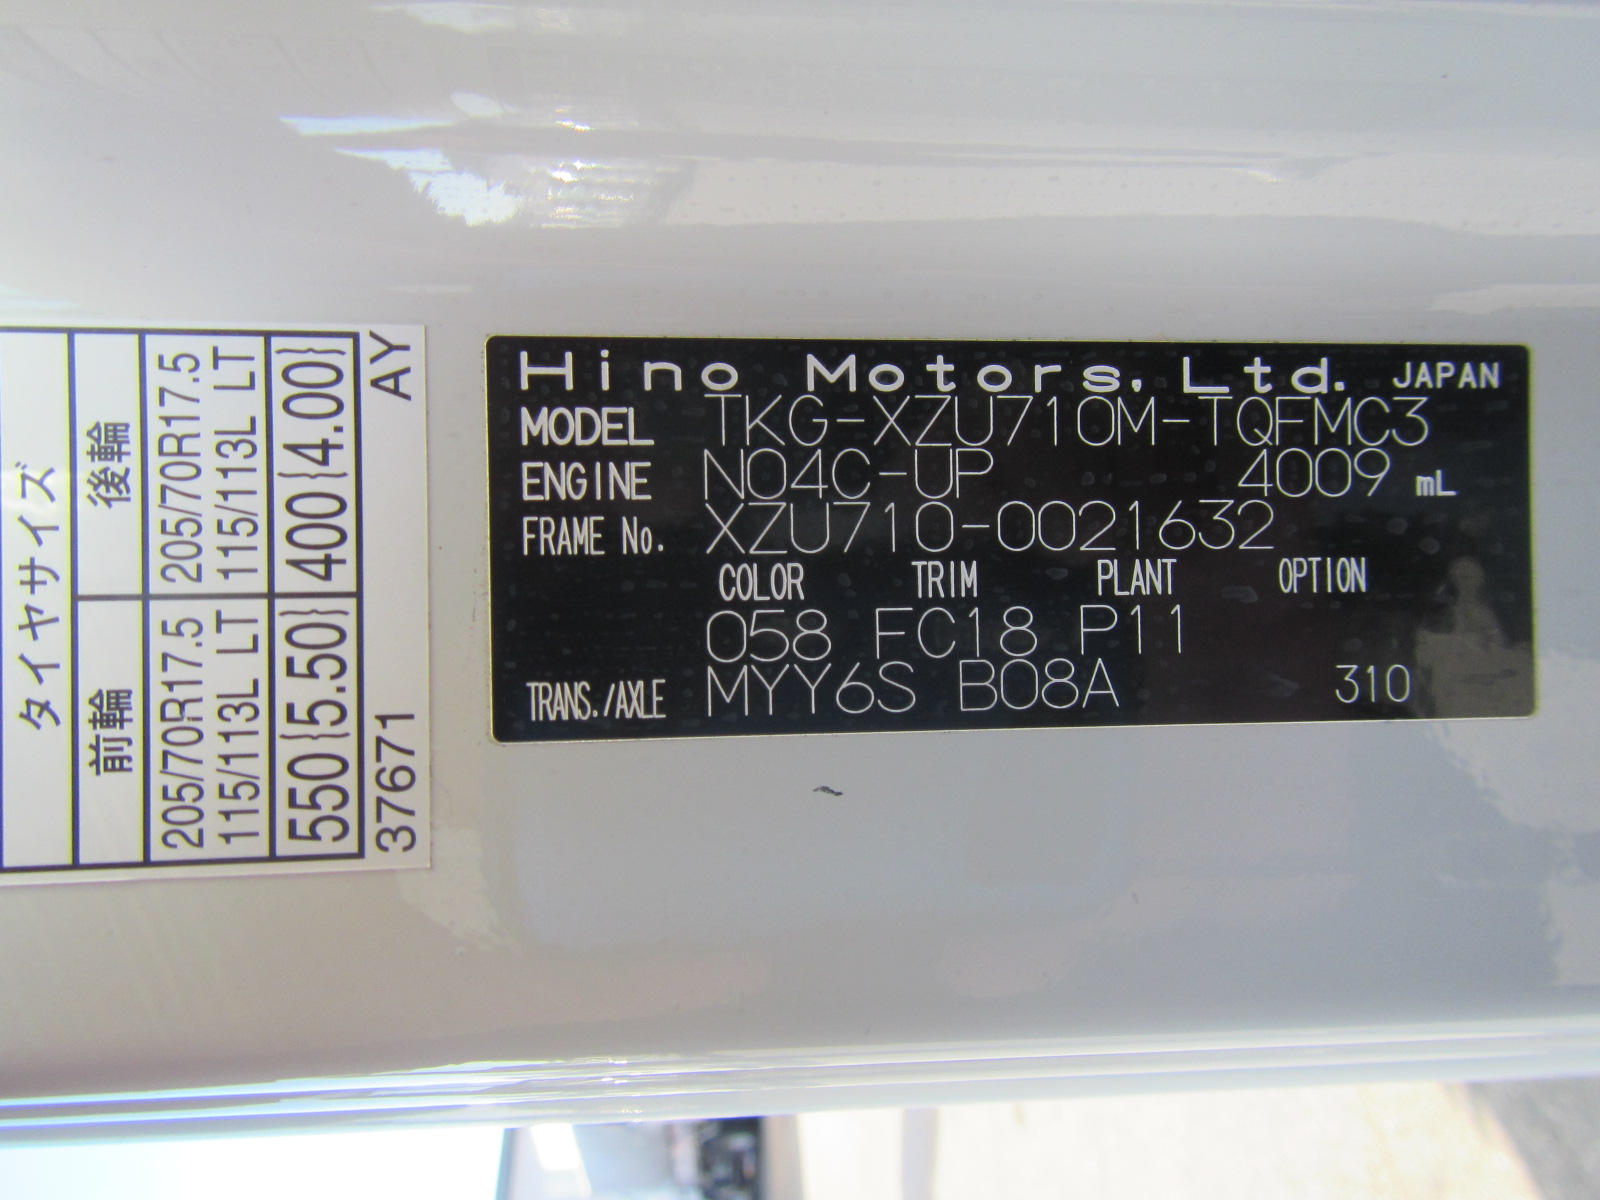 タイヤサイズ
前輪 後輪
205/70R17.5 205/70R17.5
115/113L LT 115/113L LT
550{5.50} 400{4.00}
37671 AY
Hino Motors, Ltd. JAPAN
MODEL TKG-XZU710M-TQFMC3
ENGINE N04C-UP 4009 mL
FRAME No. XZU710-0021632
COLOR TRIM PLANT OPTION
058 FC18 P11
TRANS./AXLE MYY6S B08A 310